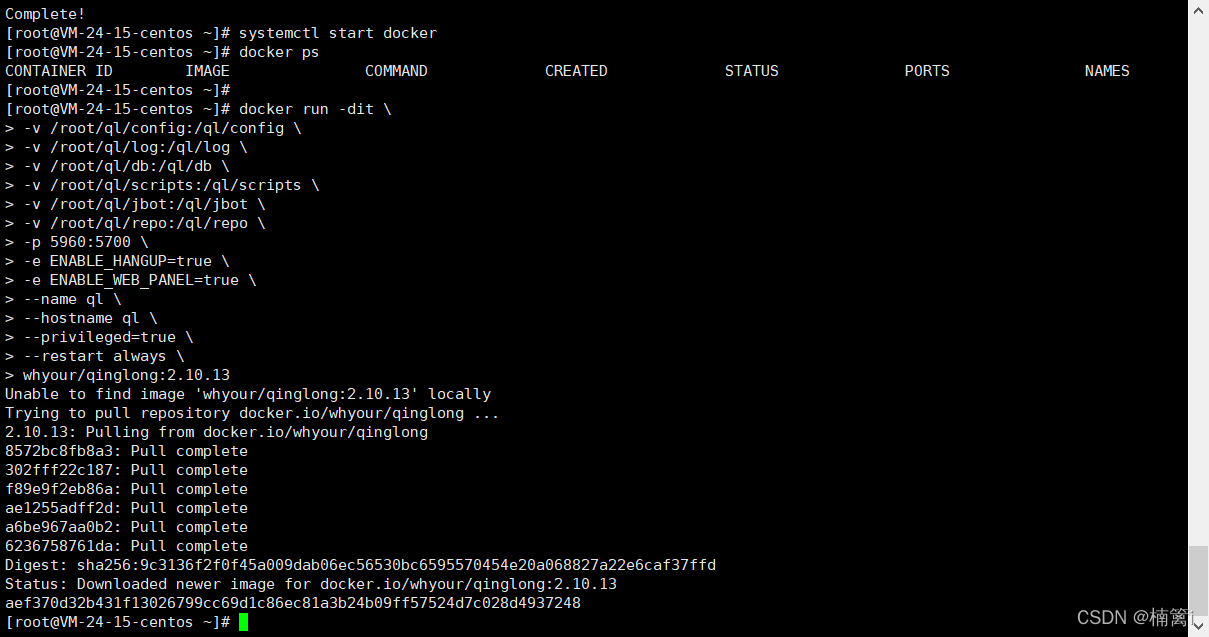 Complete!
[root@VM-24-15-centos ~]# systemctl start docker
[root@VM-24-15-centos ~]# docker ps
CONTAINER ID        IMAGE               COMMAND             CREATED             STATUS              PORTS               NAMES
[root@VM-24-15-centos ~]#
[root@VM-24-15-centos ~]# docker run -dit \
> -v /root/ql/config:/ql/config \
> -v /root/ql/log:/ql/log \
> -v /root/ql/db:/ql/db \
> -v /root/ql/scripts:/ql/scripts \
> -v /root/ql/jbot:/ql/jbot \
> -v /root/ql/repo:/ql/repo \
> -p 5960:5700 \
> -e ENABLE_HANGUP=true \
> -e ENABLE_WEB_PANEL=true \
> --name ql \
> --hostname ql \
> --privileged=true \
> --restart always \
> whyour/qinglong:2.10.13
Unable to find image 'whyour/qinglong:2.10.13' locally
Trying to pull repository docker.io/whyour/qinglong ...
2.10.13: Pulling from docker.io/whyour/qinglong
8572bc8fb8a3: Pull complete
302fff22c187: Pull complete
f89e9f2eb86a: Pull complete
ae1255adff2d: Pull complete
a6be967aa0b2: Pull complete
6236758761da: Pull complete
Digest: sha256:9c3136f2f0f45a009dab06ec56530bc6595570454e20a068827a22e6caf37ffd
Status: Downloaded newer image for docker.io/whyour/qinglong:2.10.13
aef370d32b431f13026799cc69d1c86ec81a3b24b09ff57524d7c028d4937248
[root@VM-24-15-centos ~]#
CSDN @楠篱i